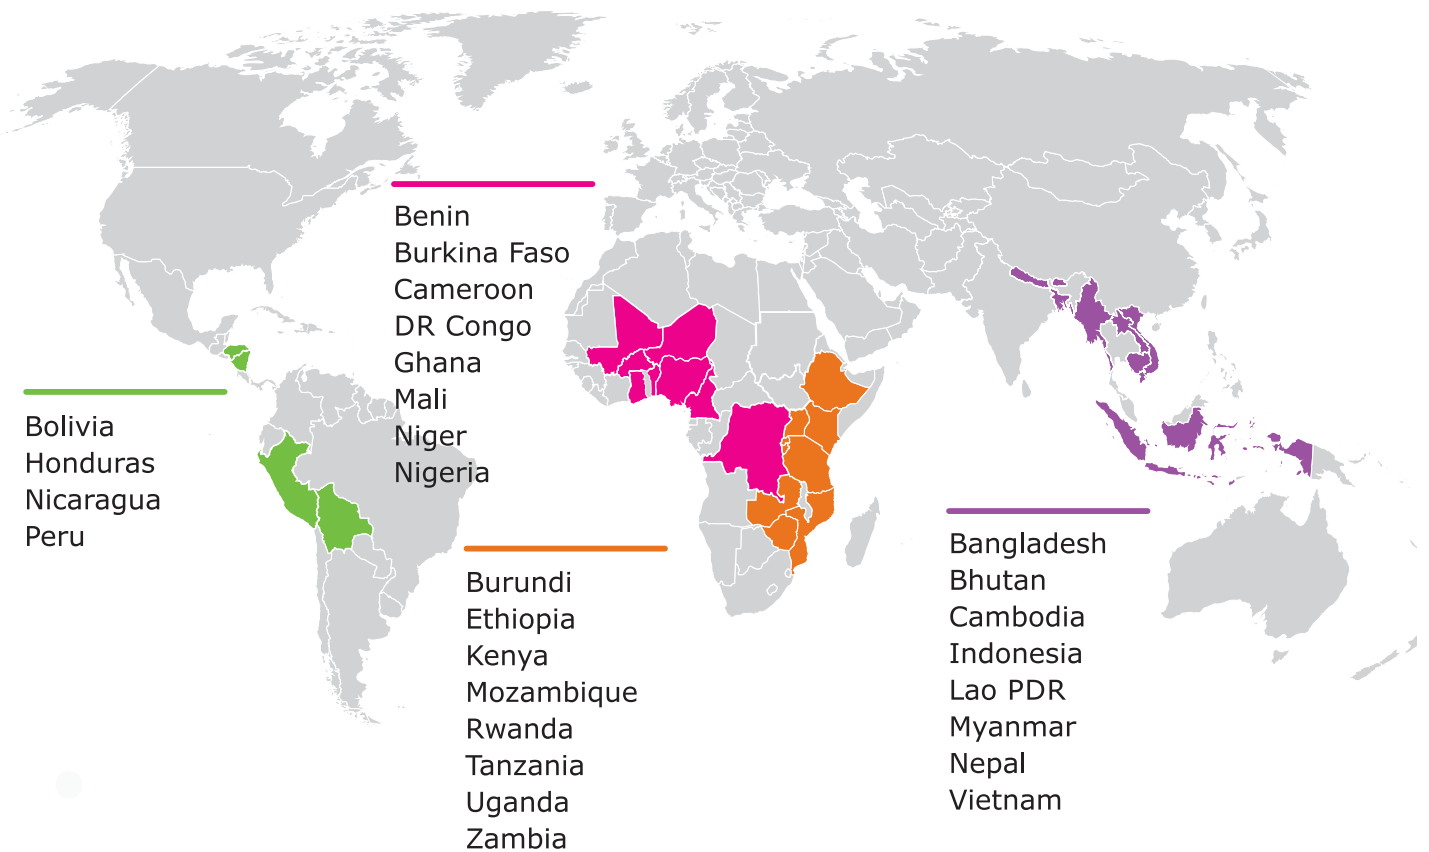 Benin
Burkina Faso
Cameroon
DR Congo
Ghana
Mali
Niger
Nigeria
Bolivia
Honduras
Nicaragua
Peru
Burundi
Ethiopia
Kenya
Mozambique
Rwanda
Tanzania
Uganda
Zambia
Bangladesh
Bhutan
Cambodia
Indonesia
Lao PDR
Myanmar
Nepal
Vietnam